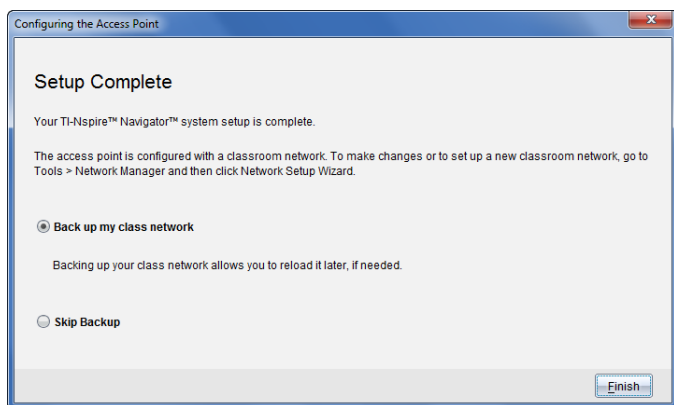 Configuring the Access Point
Setup Complete
Your TI-Nspire™ Navigator™ system setup is complete.
The access point is configured with a classroom network. To make changes or to set up a new classroom network, go to
Tools > Network Manager and then click Network Setup Wizard.
Back up my class network
Backing up your class network allows you to reload it later, if needed.
Skip Backup
Finish